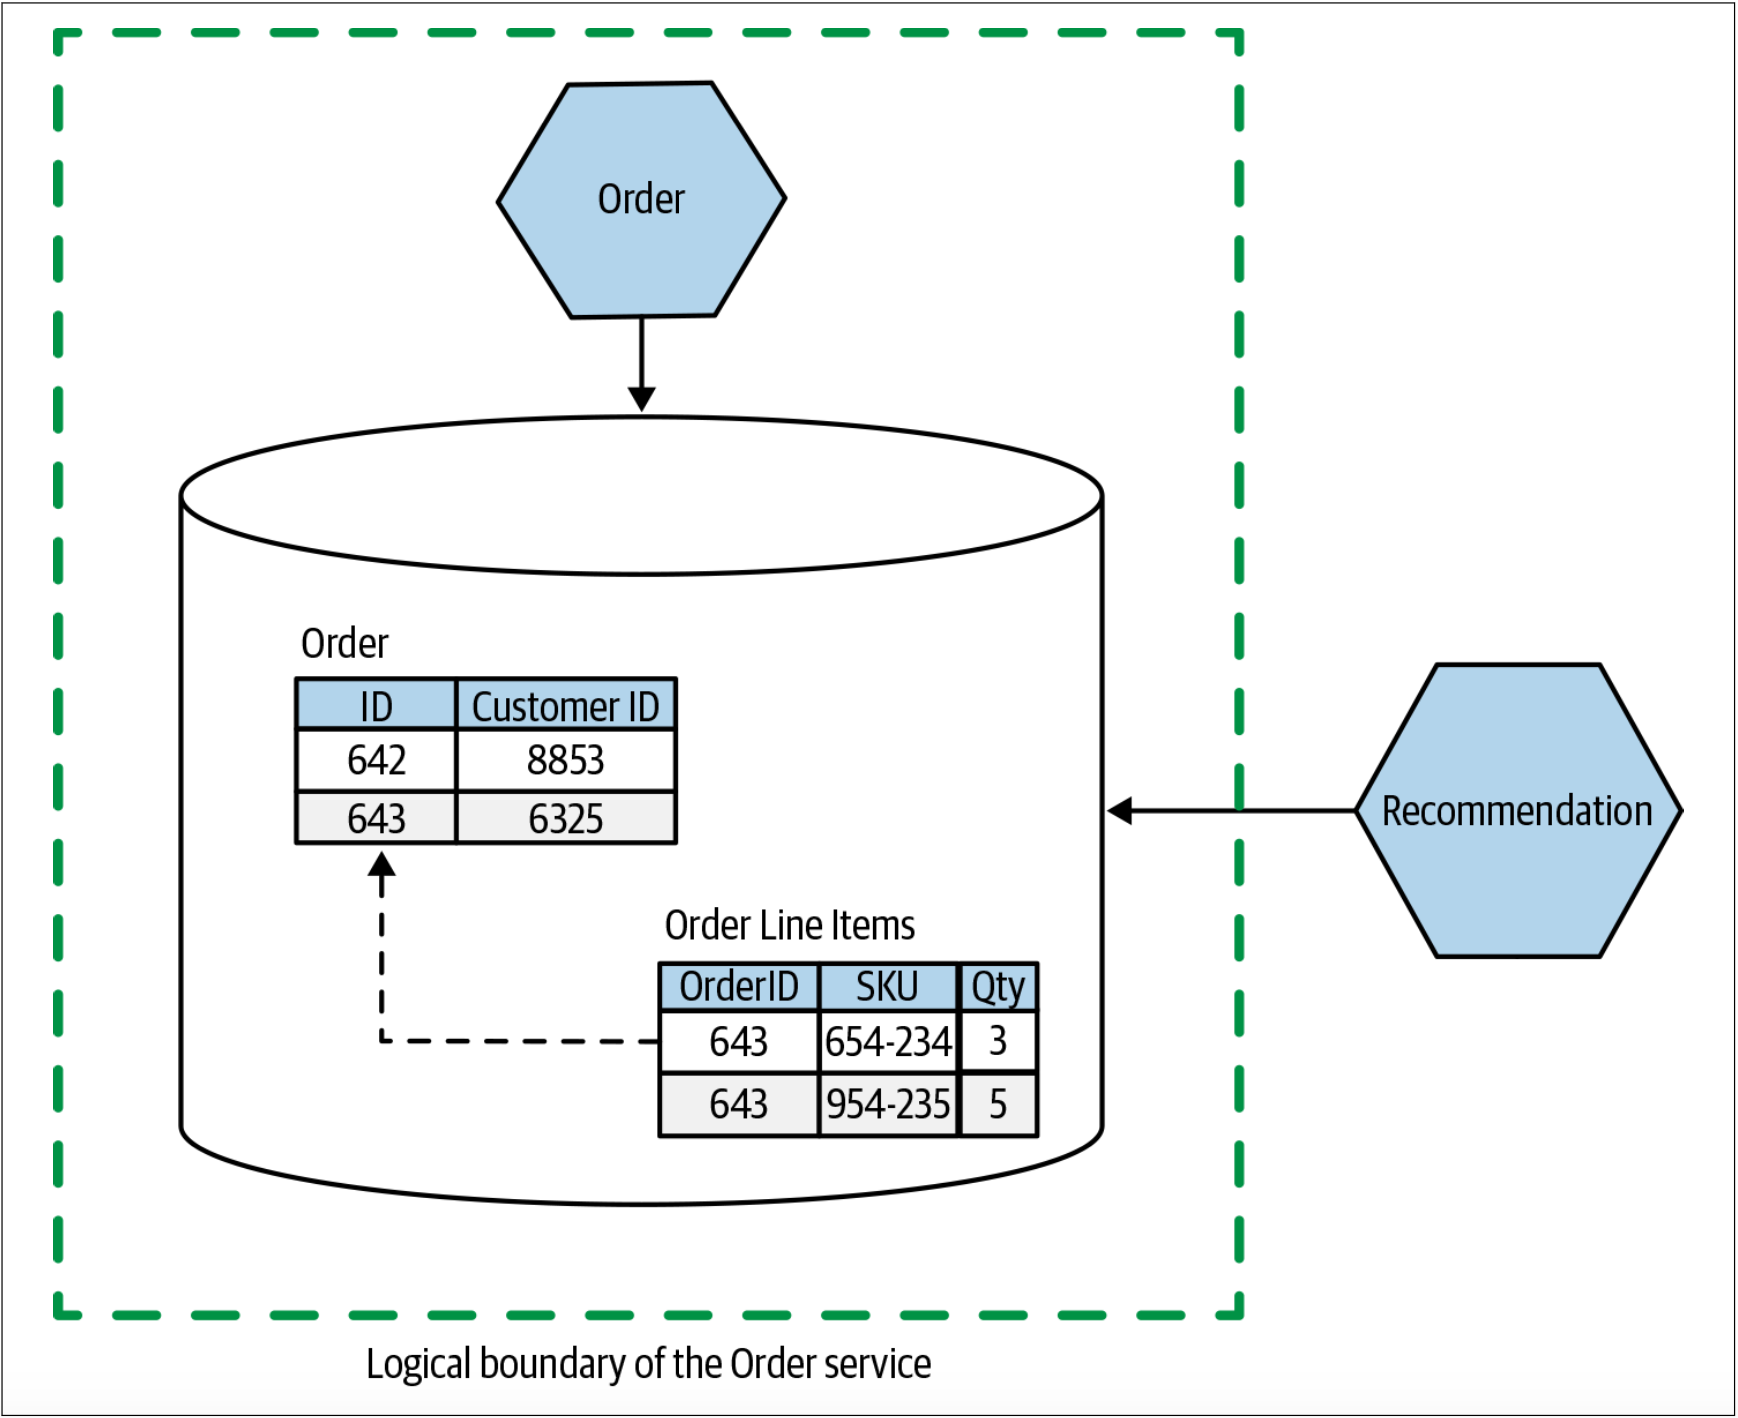 Order
Order
ID Customer ID
642 8853
643 6325
Recommendation
Order Line Items
OrderID SKU Qty
643 654-234 3
643 954-235 5
Logical boundary of the Order service